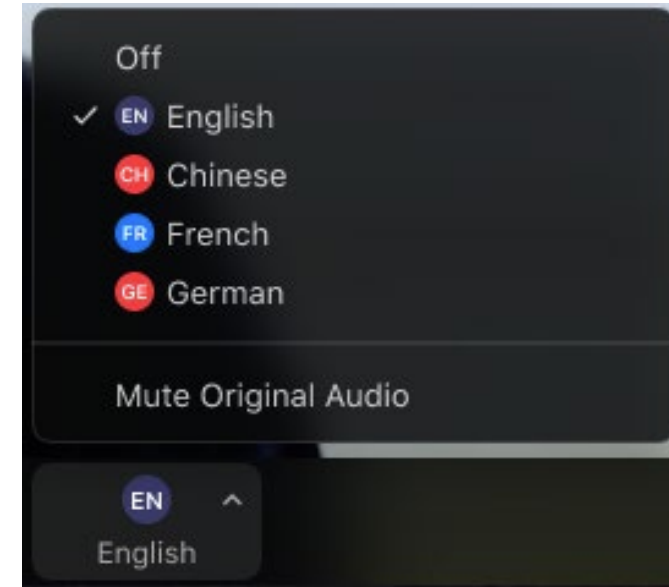 Off
EN English
CH Chinese
FR French
GE German
Mute Original Audio
EN
English